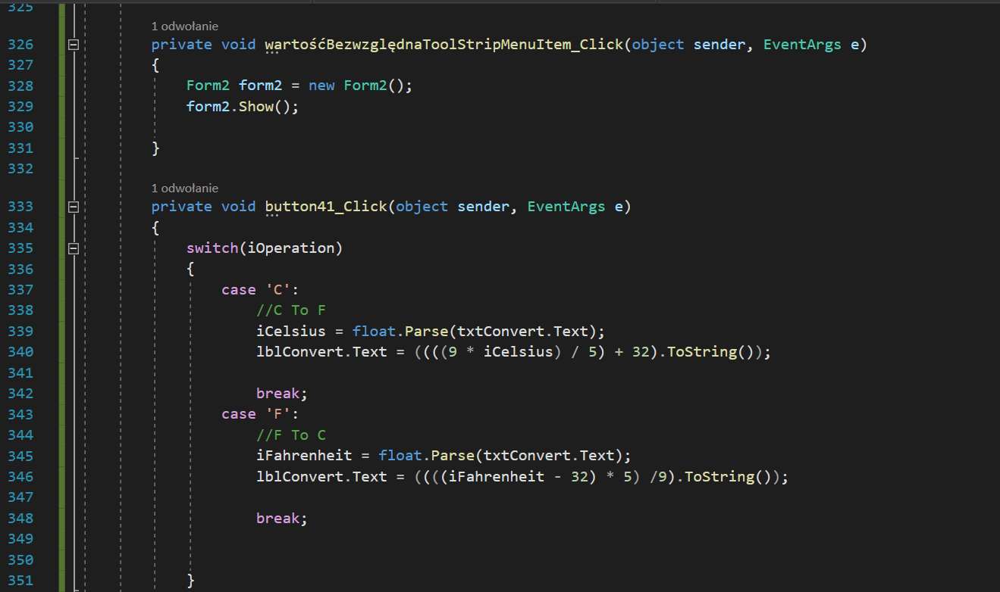 325
1 odwołanie
326 private void wartośćBezwzględnaToolStripMenuItem_Click(object sender, EventArgs e)
327 {
328 Form2 form2 = new Form2();
329 form2.Show();
330
331 }
332
1 odwołanie
333 private void button41_Click(object sender, EventArgs e)
334 {
335 switch(iOperation)
336 {
337 case 'C':
338 //C To F
339 iCelsius = float.Parse(txtConvert.Text);
340 lblConvert.Text = ((((9 * iCelsius) / 5) + 32).ToString());
341
342 break;
343 case 'F':
344 //F To C
345 iFahrenheit = float.Parse(txtConvert.Text);
346 lblConvert.Text = ((((iFahrenheit - 32) * 5) /9).ToString());
347
348 break;
349
350
351 }